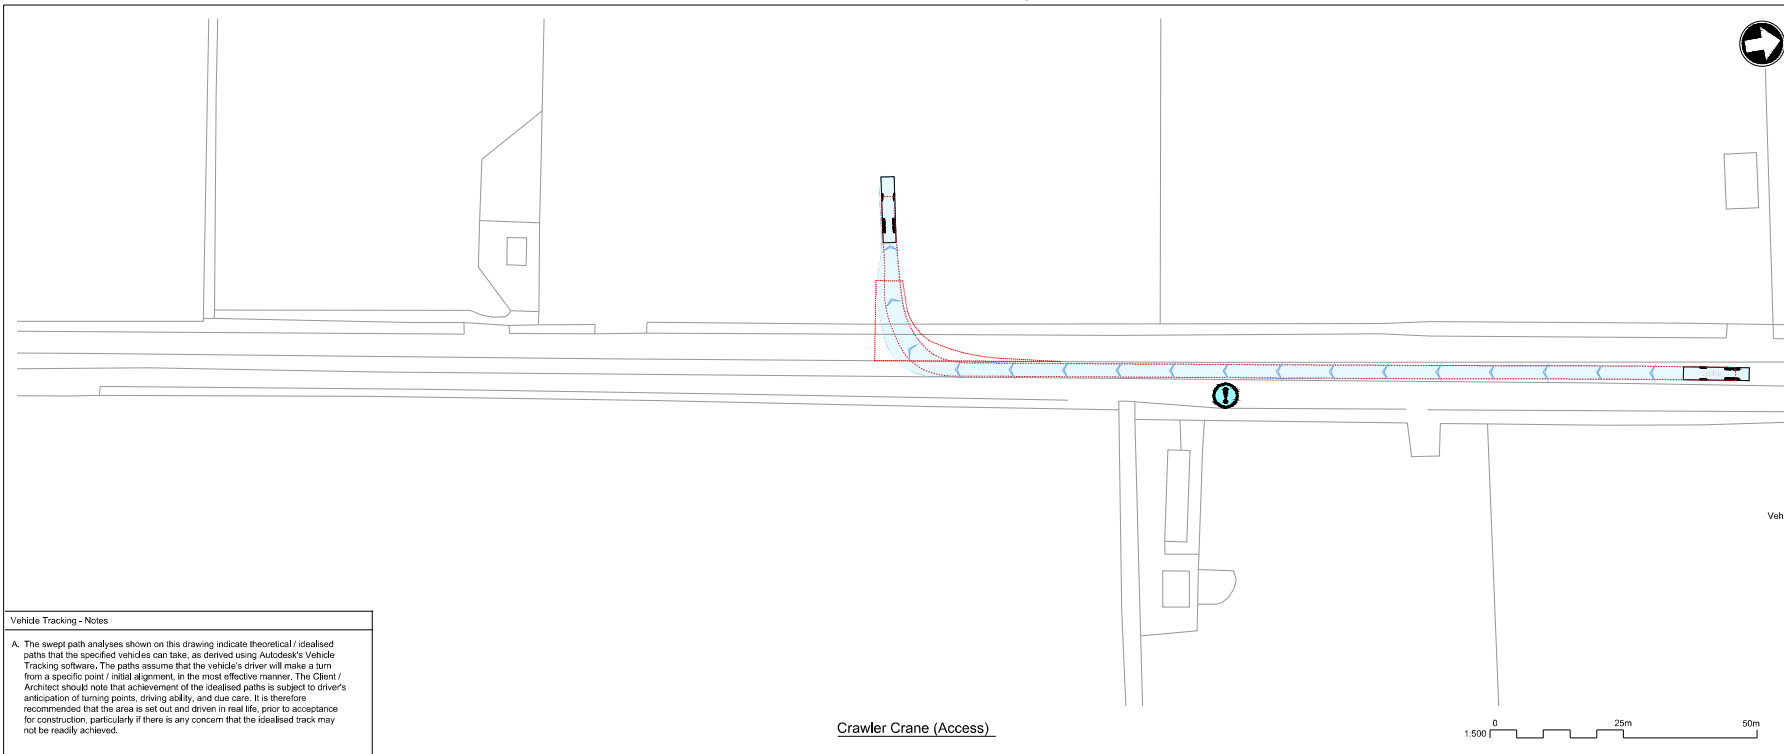 Veh
Vehicle Tracking - Notes
A. The swept path analyses shown on this drawing indicate theoretical / idealised
paths that the specified vehicles can take, as derived using Autodesk's Vehicle
Tracking software. The paths assume that the vehicle's driver will make a turn
from a specific point / initial alignment, in the most effective manner. The Client /
Architect should note that achievement of the idealised paths is subject to driver's
anticipation of turning points, driving ability, and due care. It is therefore
recommended that the area is set out and driven in real life, prior to acceptance
for construction, particularly if there is any concern that the idealised track may
not be readily achieved.
Crawler Crane (Access)
0 25m 50m
1:500